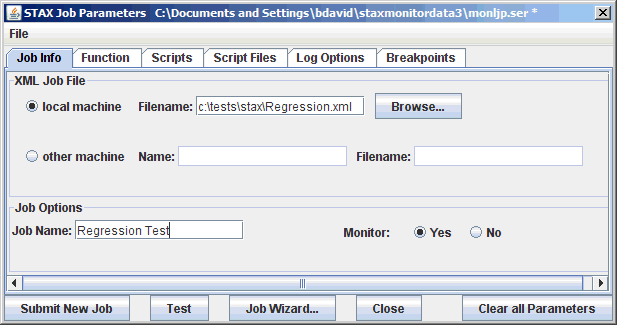 STAX Job Parameters C:\Documents and Settings\bdavid\staxmonitordata3\monljp.ser *
File
Job Info Function Scripts Script Files Log Options Breakpoints
XML Job File
local machine Filename: c:\tests\stax\Regression.xml Browse...
other machine Name: Filename:
Job Options
Job Name: Regression Test Monitor: Yes No
Submit New Job Test Job Wizard... Close Clear all Parameters